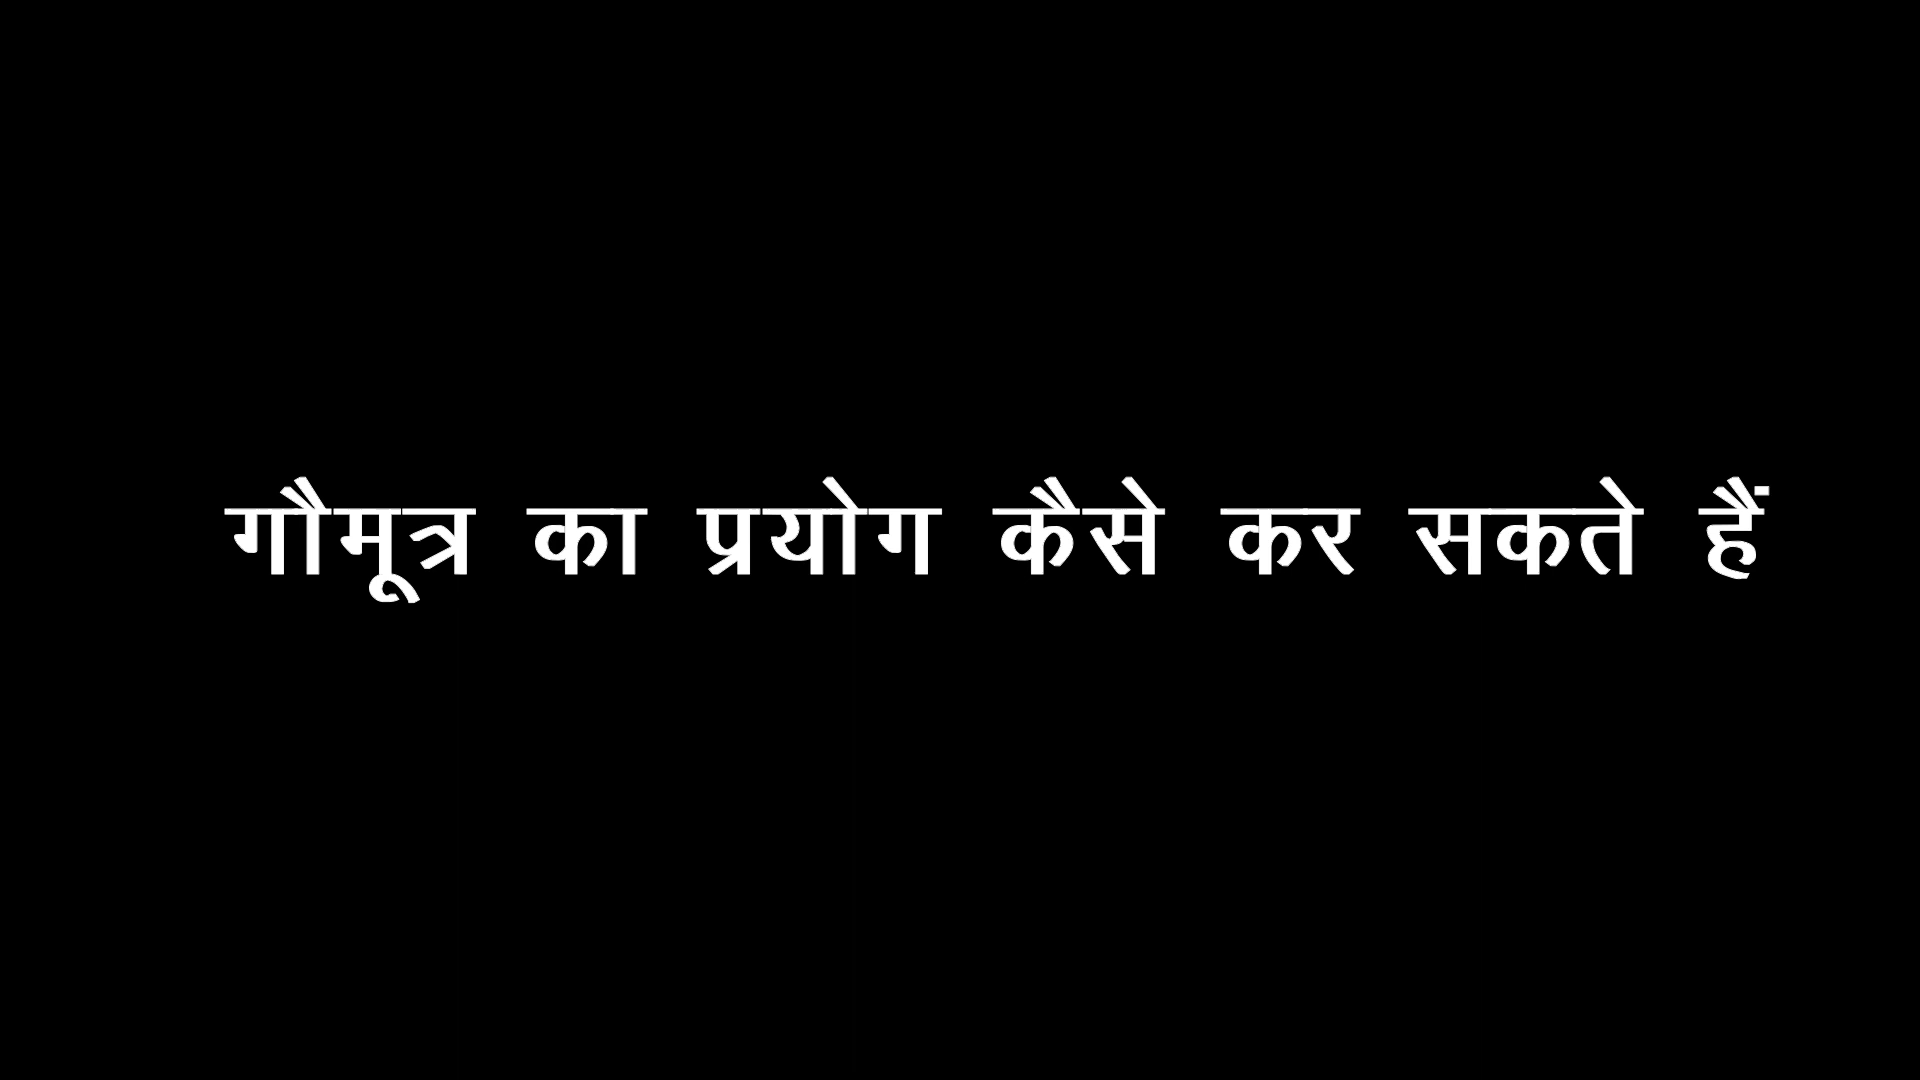 गौमूत्र का प्रयोग कैसे कर सकते हैं